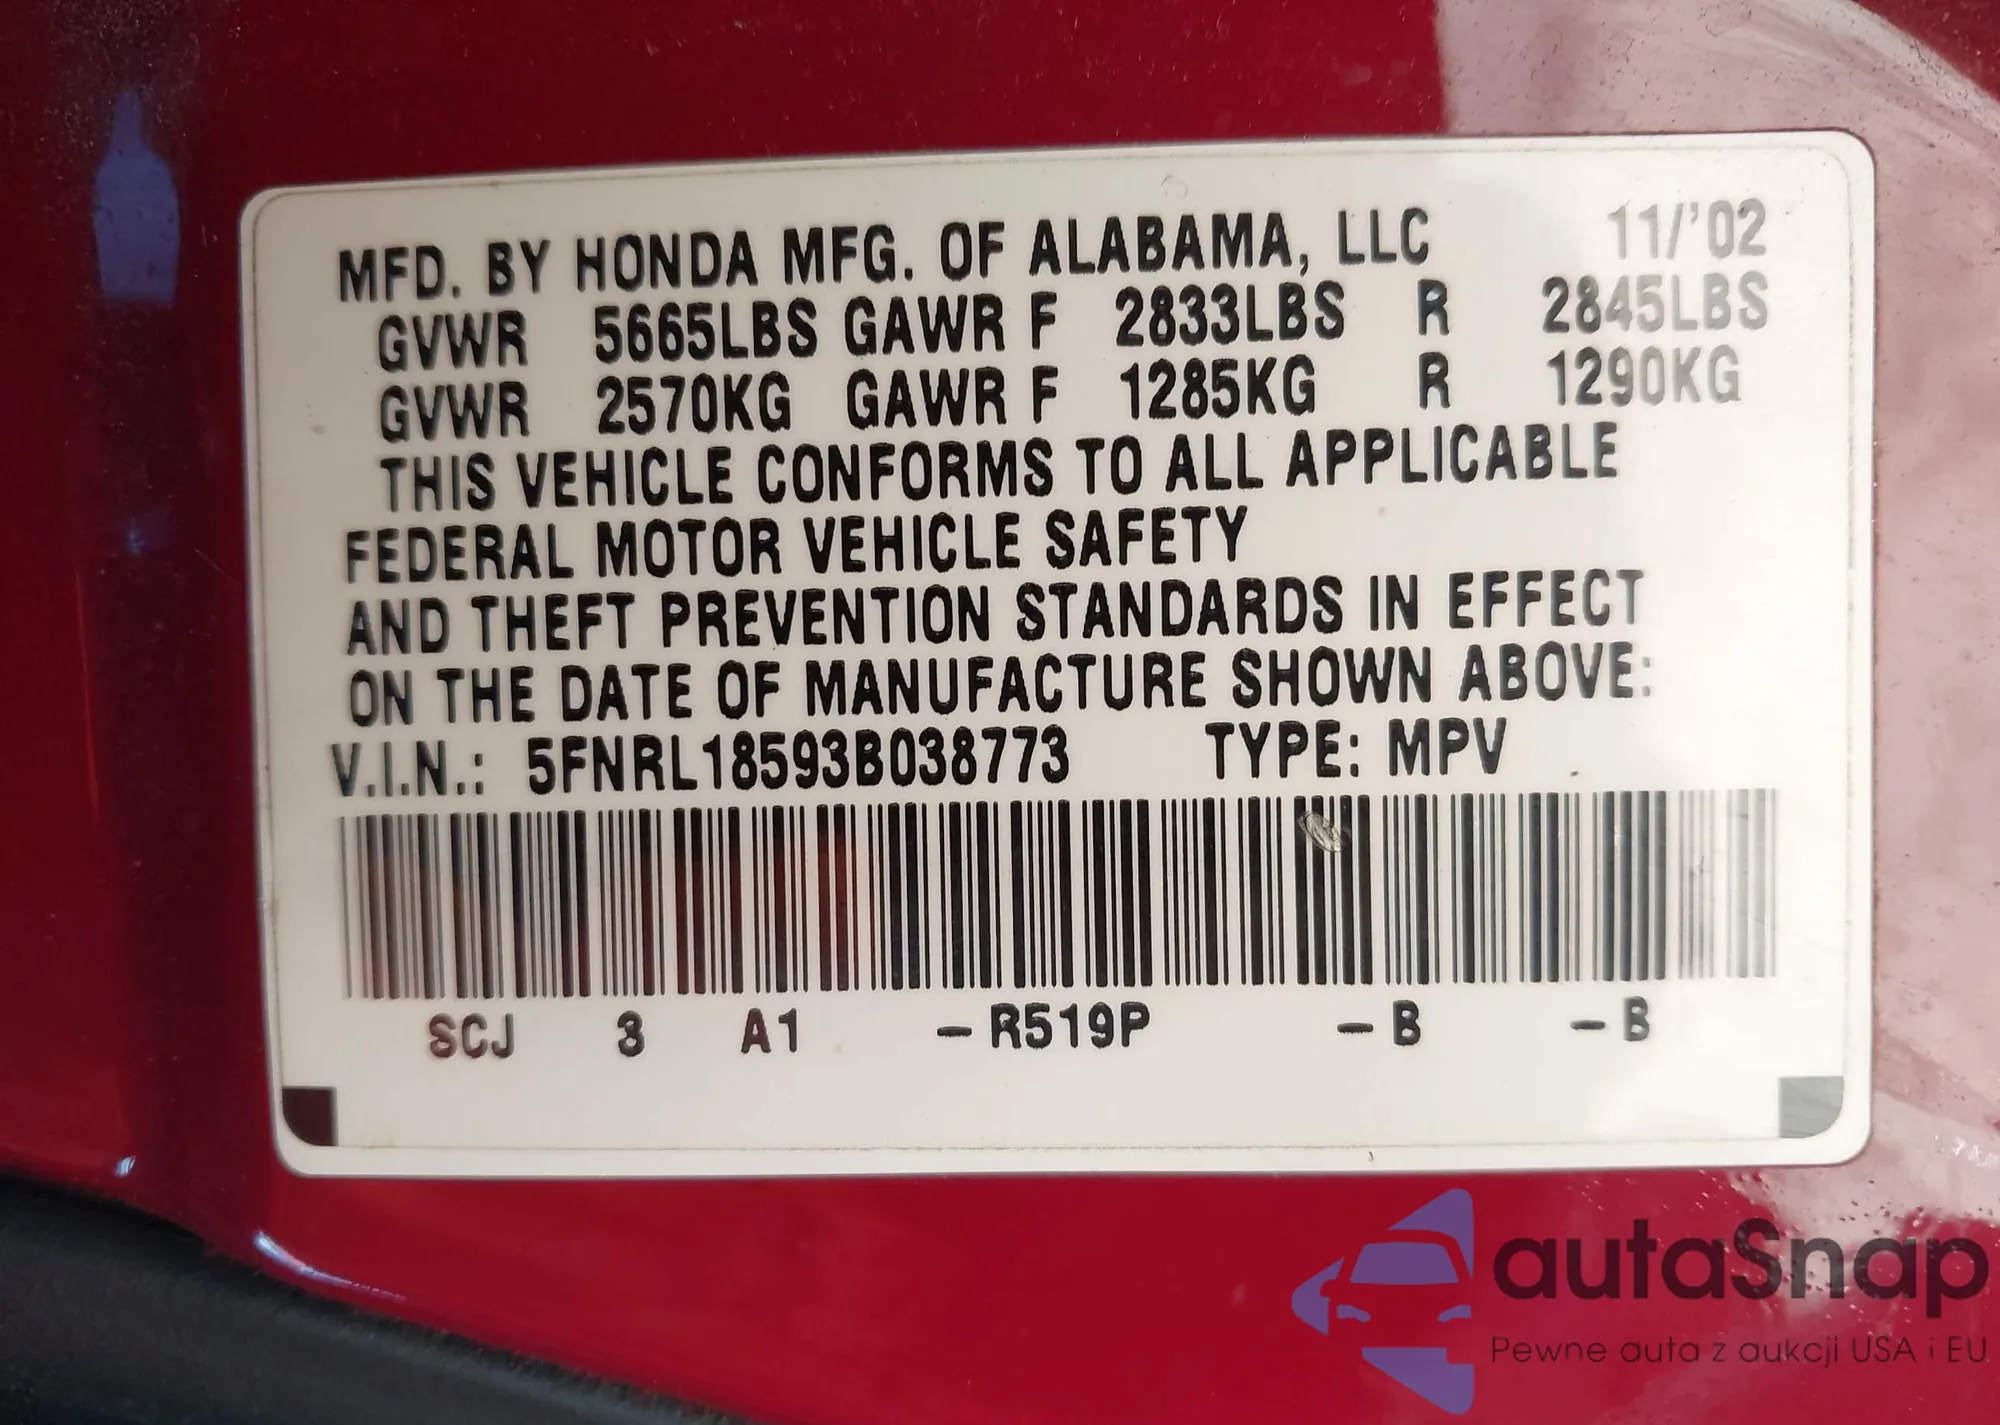 MFD. BY HONDA MFG. OF ALABAMA, LLC 11/'02
GVWR 5665LBS GAWR F 2833LBS R 2845LBS
GVWR 2570KG GAWR F 1285KG R 1290KG
THIS VEHICLE CONFORMS TO ALL APPLICABLE
FEDERAL MOTOR VEHICLE SAFETY
AND THEFT PREVENTION STANDARDS IN EFFECT
ON THE DATE OF MANUFACTURE SHOWN ABOVE:
V.I.N.: 5FNRL18593B038773 TYPE: MPV
SCJ 3 A1 -R519P -B -B
autaSnap
Pewne auta z aukcji USA i EU